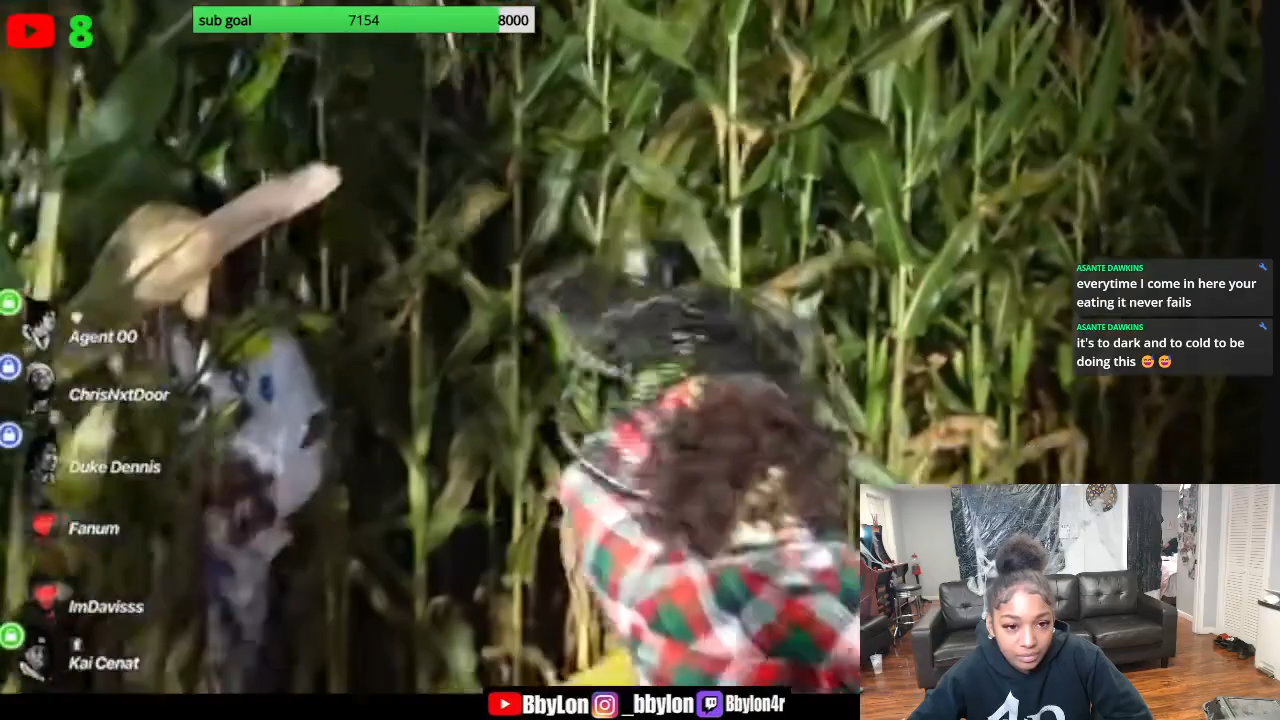 8
sub goal 7154 8000
Agent 00
ChrisNxtDoor
Duke Dennis
Fanum
ImDavisss
Kai Cenat
ASANTE DAWKINS
everytime I come in here your
eating it never fails
ASANTE DAWKINS
it's to dark and to cold to be
doing this 😅 😅
BbyLon _bbylon Bbylon4r